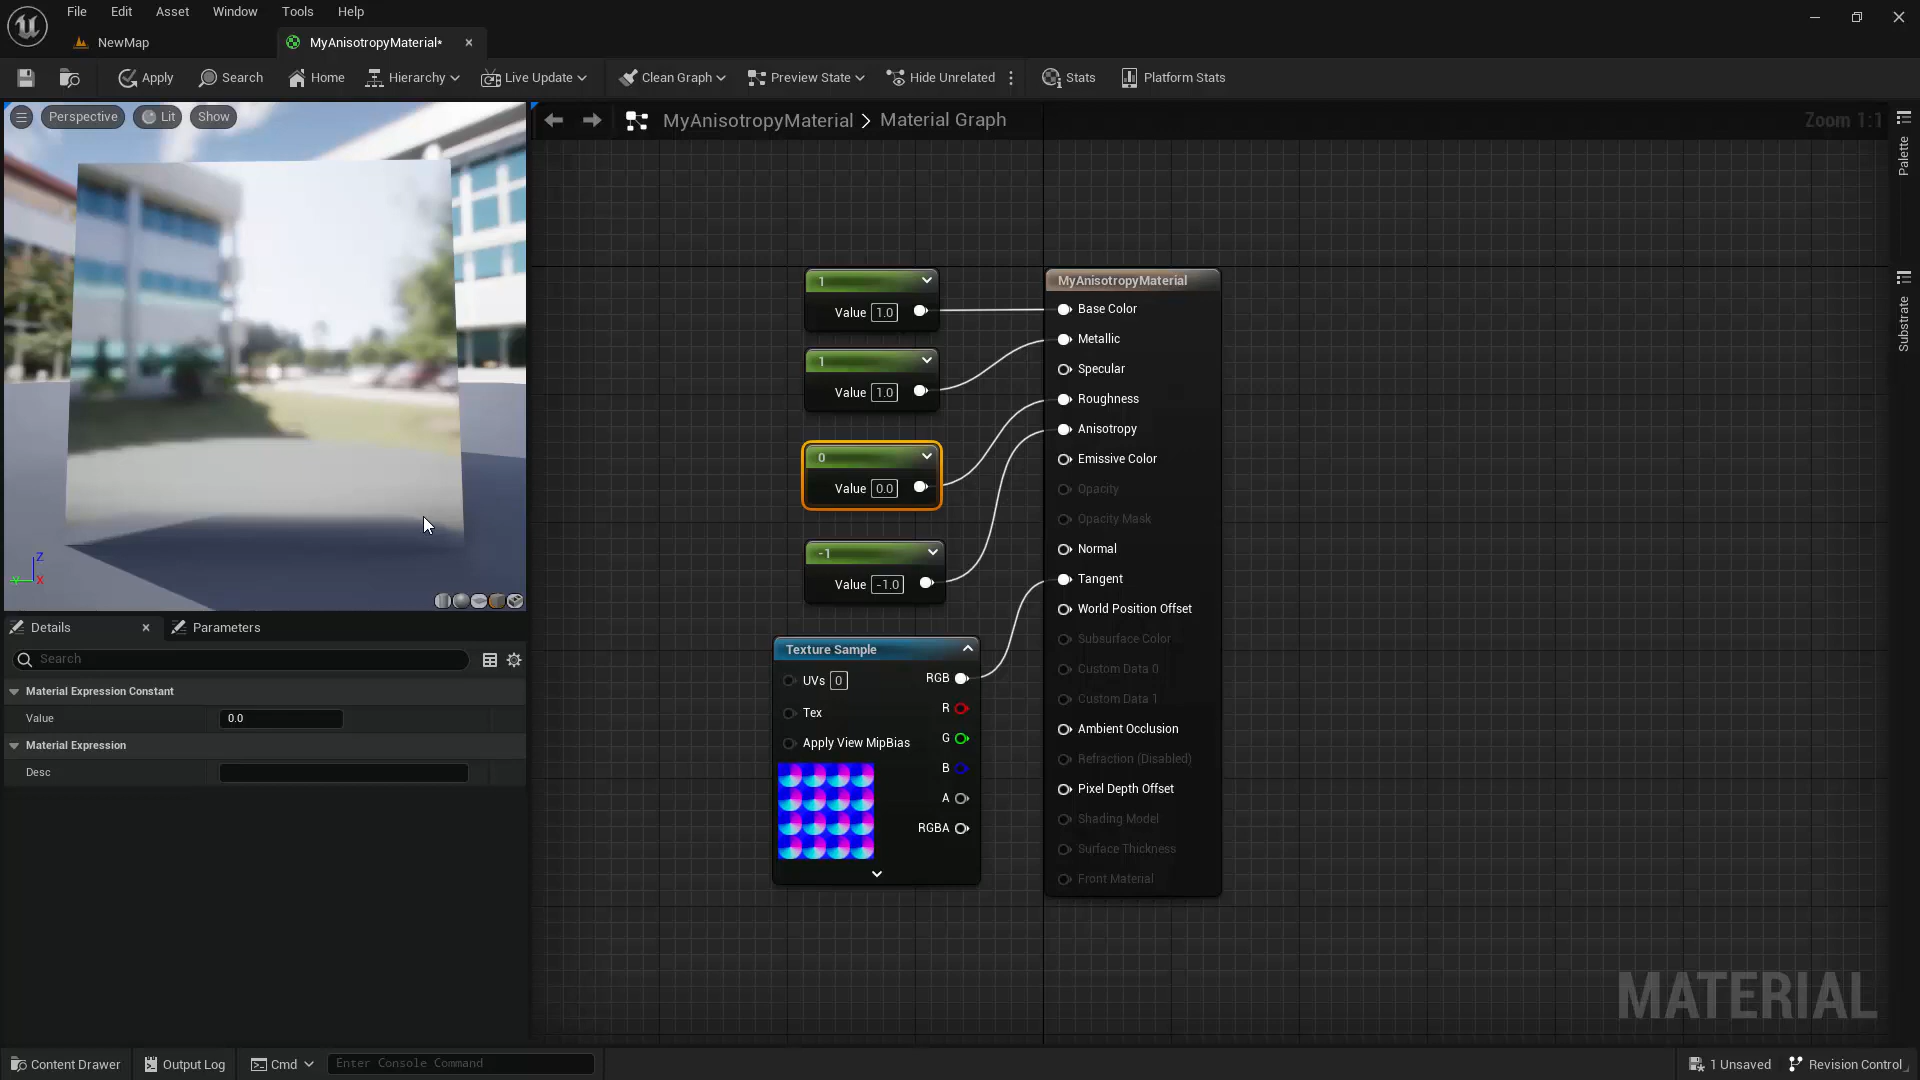 File Edit Asset Window Tools Help
NewMap MyAnisotropyMaterial*
Apply Search Home Hierarchy Live Update Clean Graph Preview State Hide Unrelated Stats Platform Stats
Perspective Lit Show
MyAnisotropyMaterial > Material Graph
Zoom 1:1
Palette
Substrate
1
Value 1.0
1
Value 1.0
0
Value 0.0
-1
Value -1.0
Texture Sample
UVs 0
Tex
Apply View MipBias
RGB
R
G
B
A
RGBA
MyAnisotropyMaterial
Base Color
Metallic
Specular
Roughness
Anisotropy
Emissive Color
Opacity
Opacity Mask
Normal
Tangent
World Position Offset
Subsurface Color
Custom Data 0
Custom Data 1
Ambient Occlusion
Refraction (Disabled)
Pixel Depth Offset
Shading Model
Surface Thickness
Front Material
MATERIAL
Z
Y
X
Details Parameters
Search
Material Expression Constant
Value 0.0
Material Expression
Desc
Content Drawer Output Log Cmd Enter Console Command 1 Unsaved Revision Control